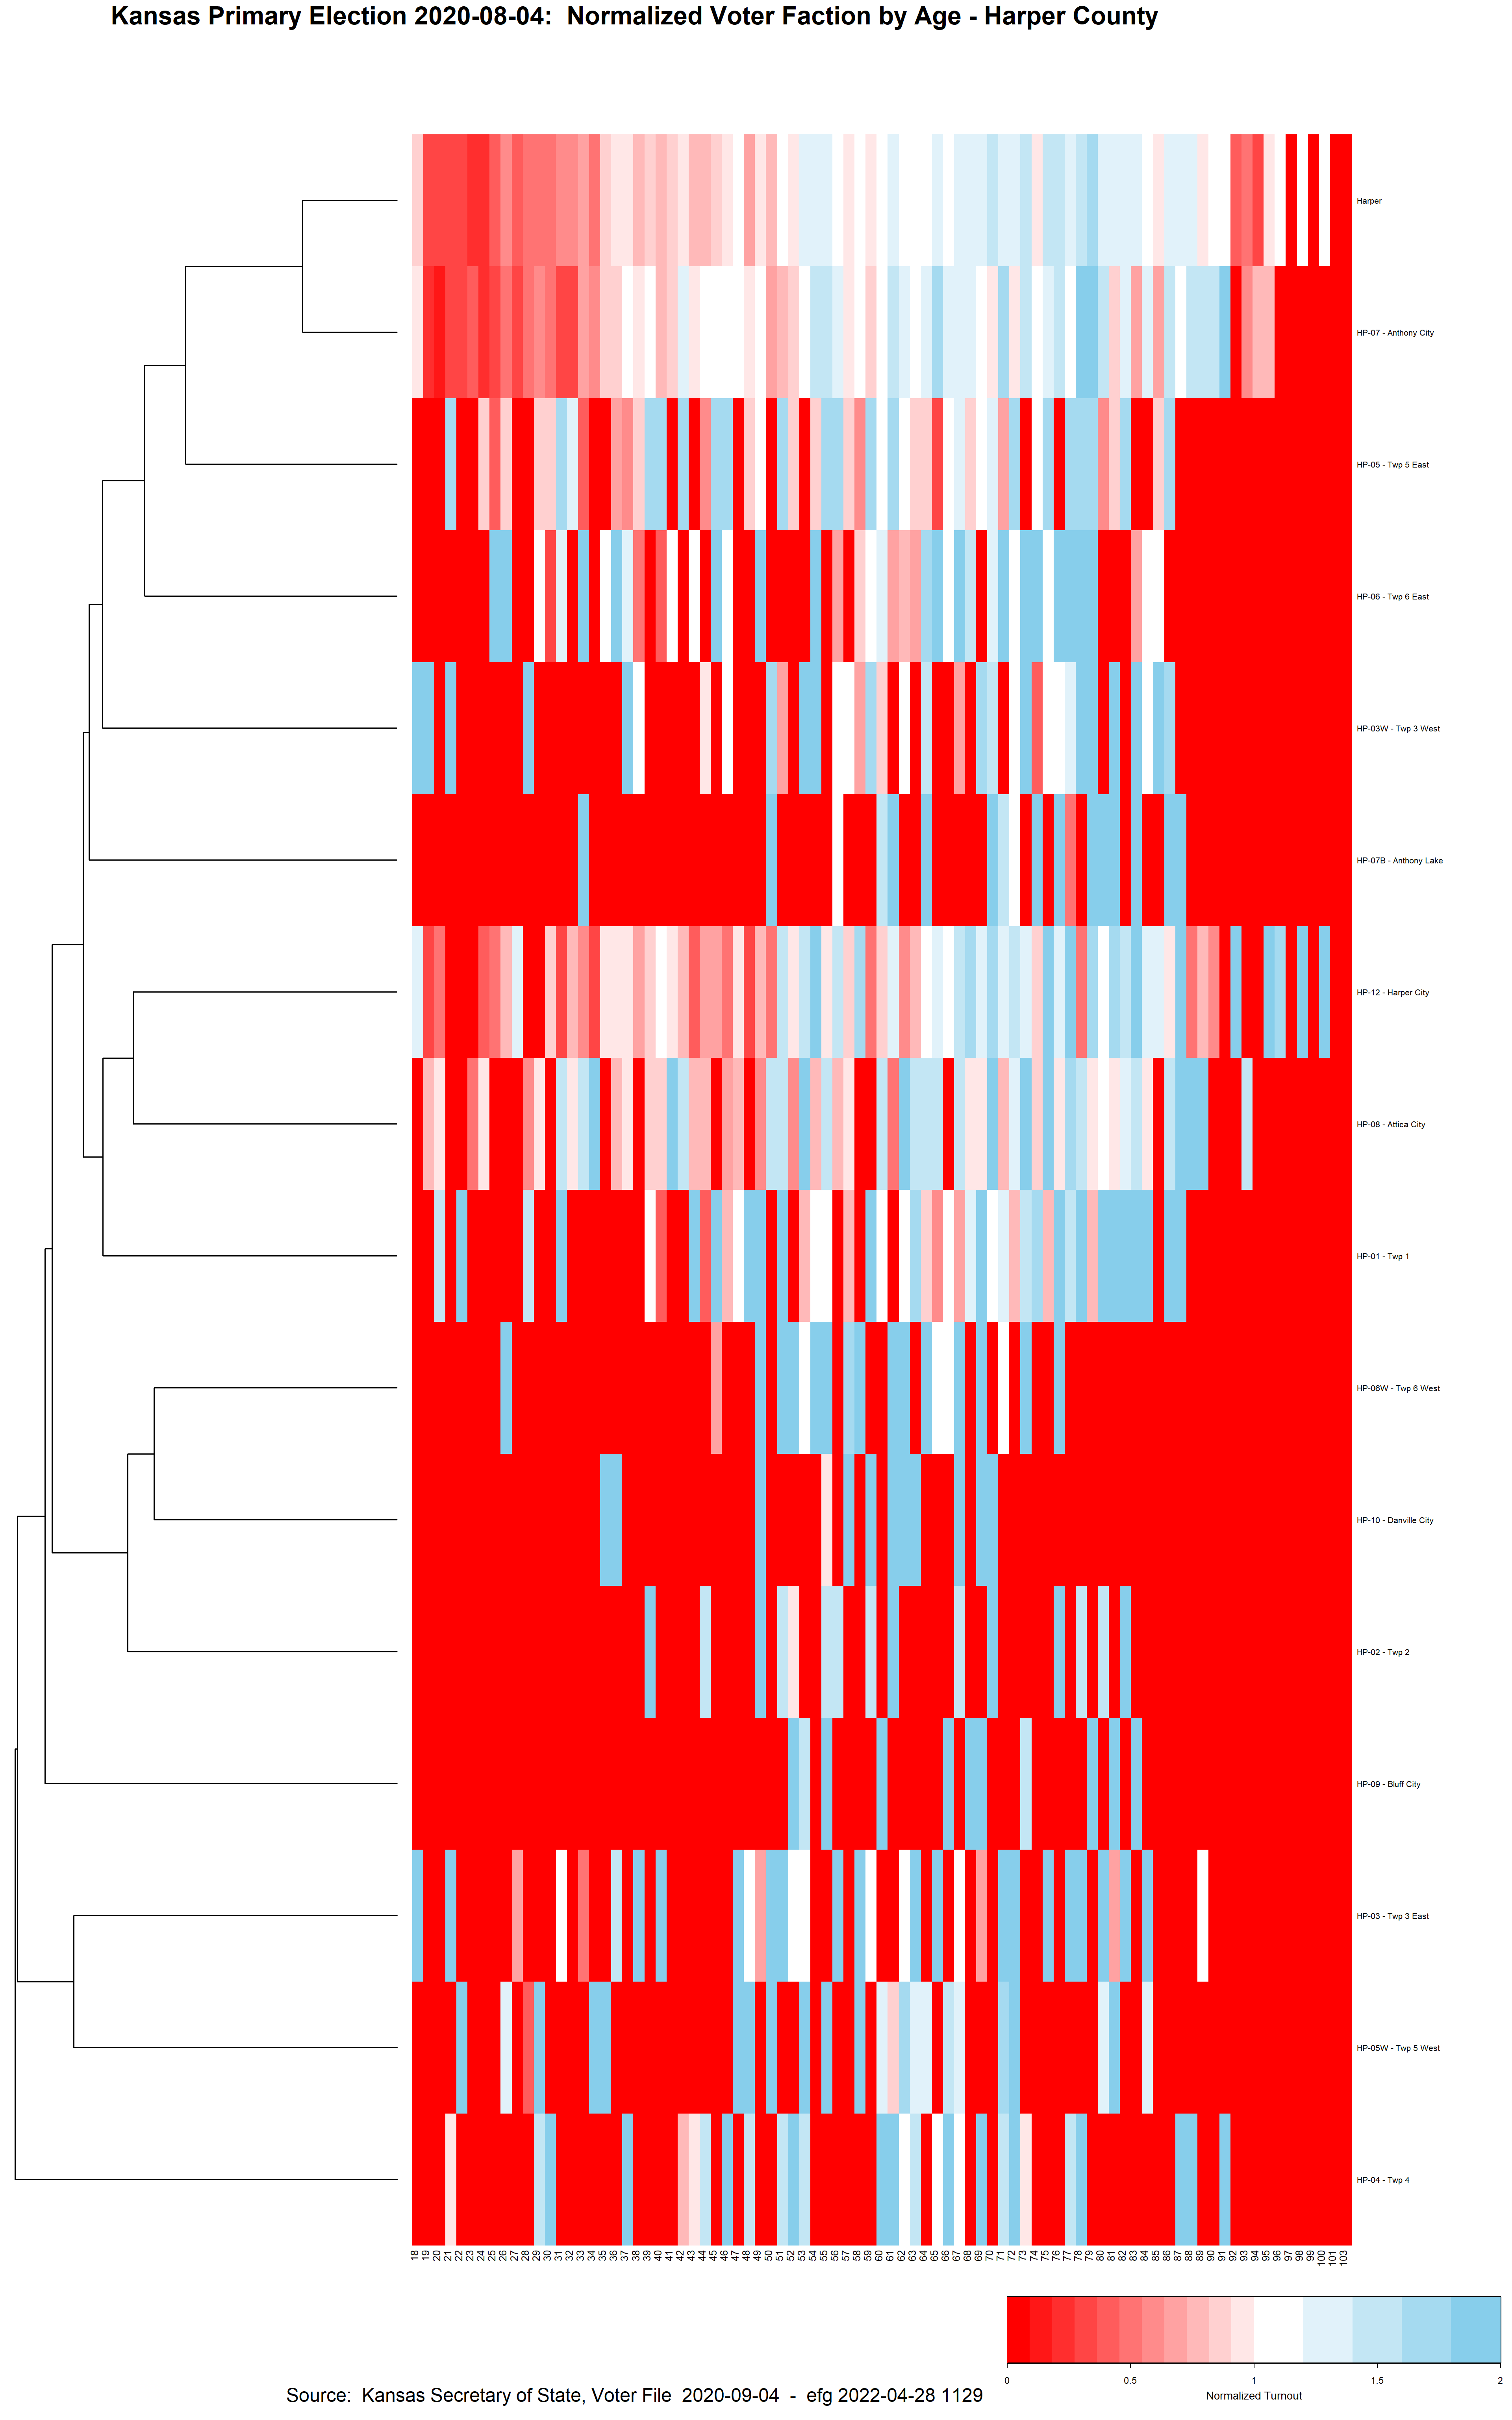 Kansas Primary Election 2020-08-04:  Normalized Voter Faction by Age - Harper County
Harper
HP-07 - Anthony City
HP-05 - Twp 5 East
HP-06 - Twp 6 East
HP-03W - Twp 3 West
HP-07B - Anthony Lake
HP-12 - Harper City
HP-08 - Attica City
HP-01 - Twp 1
HP-06W - Twp 6 West
HP-10 - Danville City
HP-02 - Twp 2
HP-09 - Bluff City
HP-03 - Twp 3 East
HP-05W - Twp 5 West
HP-04 - Twp 4
18 19 20 21 22 23 24 25 26 27 28 29 30 31 32 33 34 35 36 37 38 39 40 41 42 43 44 45 46 47 48 49 50 51 52 53 54 55 56 57 58 59 60 61 62 63 64 65 66 67 68 69 70 71 72 73 74 75 76 77 78 79 80 81 82 83 84 85 86 87 88 89 90 91 92 93 94 95 96 97 98 99 100 101 103
0 0.5 1 1.5 2
Normalized Turnout
Source:  Kansas Secretary of State, Voter File  2020-09-04  -  efg 2022-04-28 1129